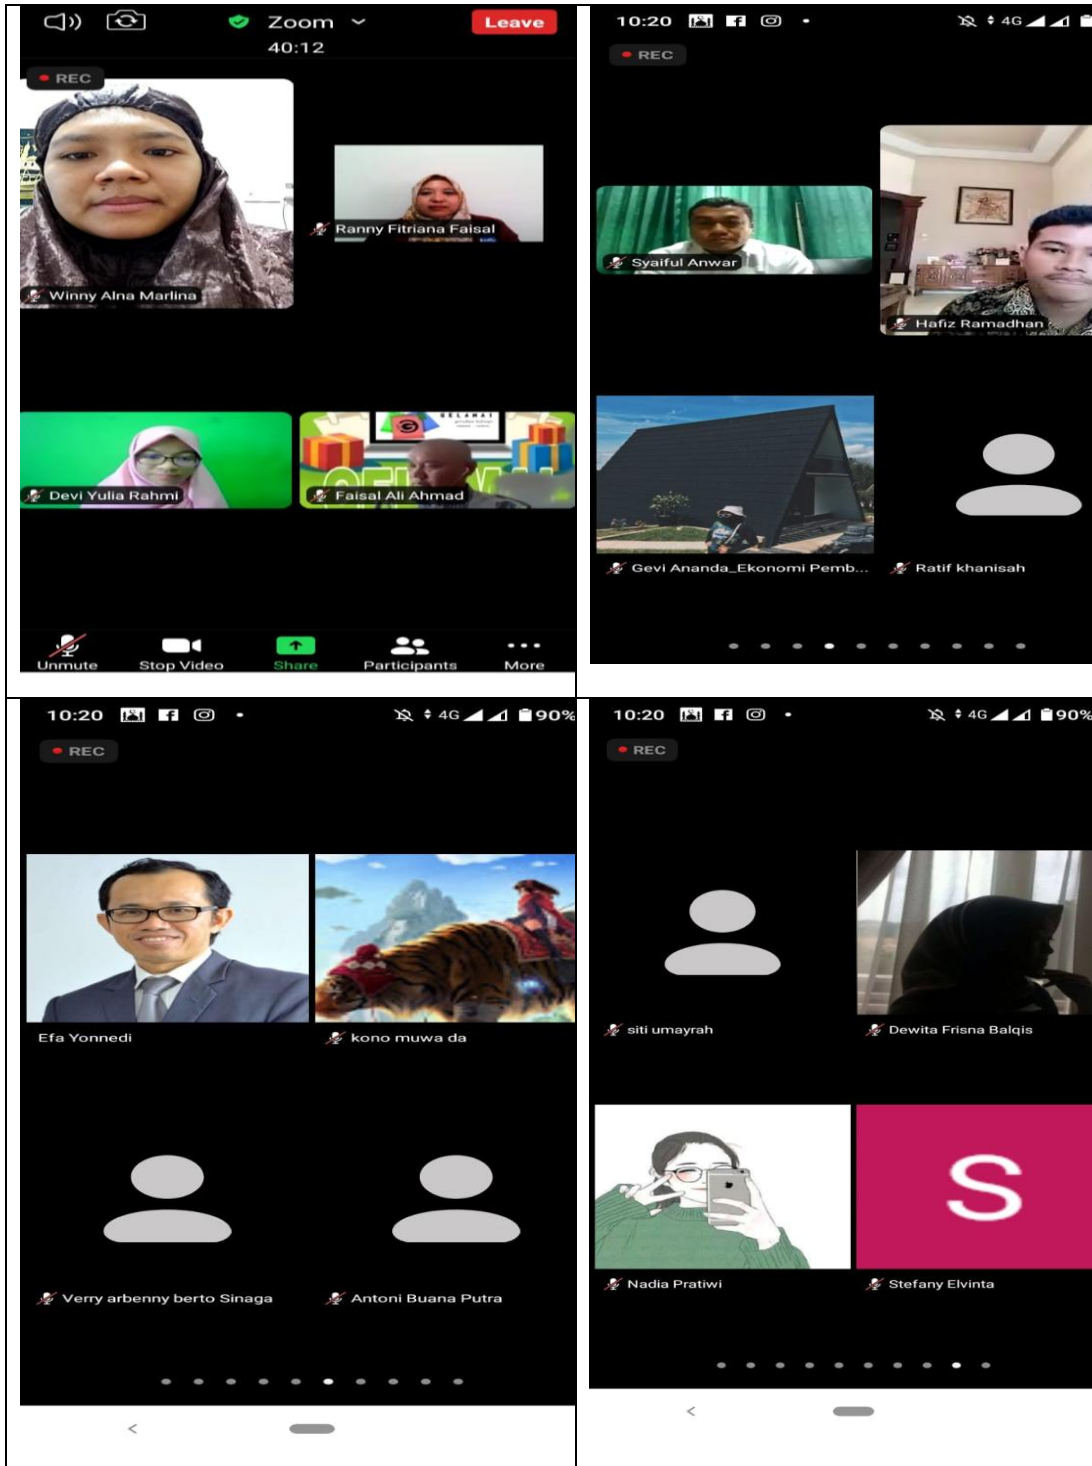 Zoom
Leave
40:12
REC
Winny Alna Marlina
Ranny Fitriana Faisal
Devi Yulia Rahmi
SELAMAT
Faisal Ali Ahmad
Unmute
Stop Video
Share
Participants
More
10:20
4G
REC
Syaiful Anwar
Hafiz Ramadhan
Gevi Ananda_Ekonomi Pemb...
Ratif khanisah
10:20
4G
90%
REC
Efa Yonnedi
kono muwa da
Verry arbenny berto Sinaga
Antoni Buana Putra
10:20
4G
90%
REC
siti umayrah
Dewita Frisna Balqis
Nadia Pratiwi
S
Stefany Elvinta